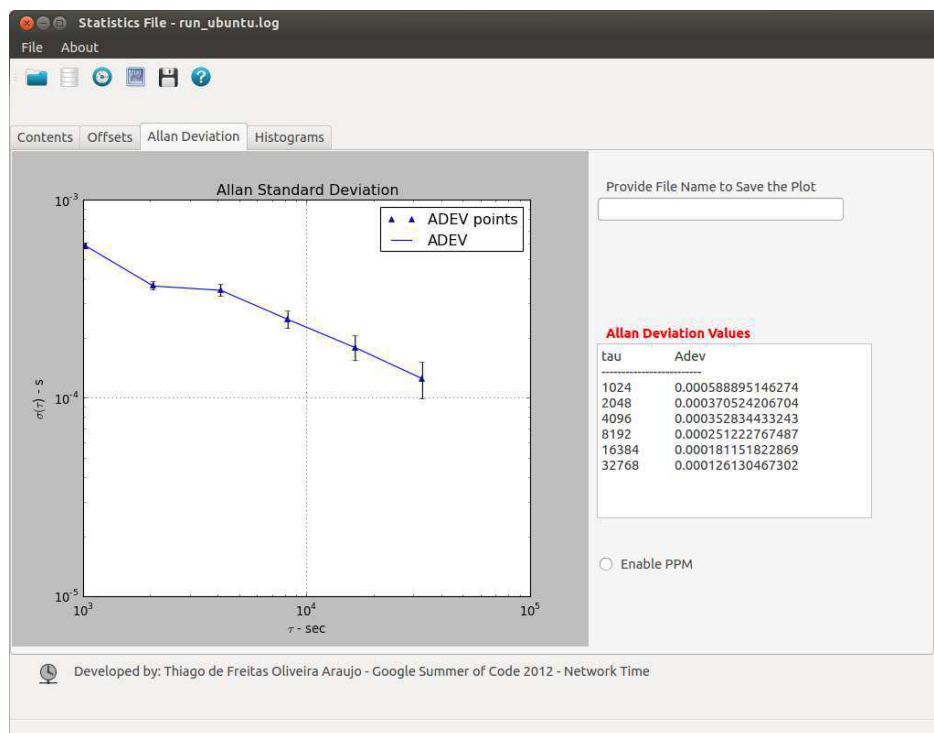 Statistics File - run_ubuntu.log
File About
Contents Offsets Allan Deviation Histograms
Allan Standard Deviation
ADEV points
ADEV
10^-3
10^-4
10^-5
σ(τ) - s
10^3 10^4 10^5
τ - sec
Provide File Name to Save the Plot
Allan Deviation Values
tau Adev
-------------------------
1024 0.000588895146274
2048 0.000370524206704
4096 0.000352834433243
8192 0.000251222767487
16384 0.000181151822869
32768 0.000126130467302
Enable PPM
Developed by: Thiago de Freitas Oliveira Araujo - Google Summer of Code 2012 - Network Time